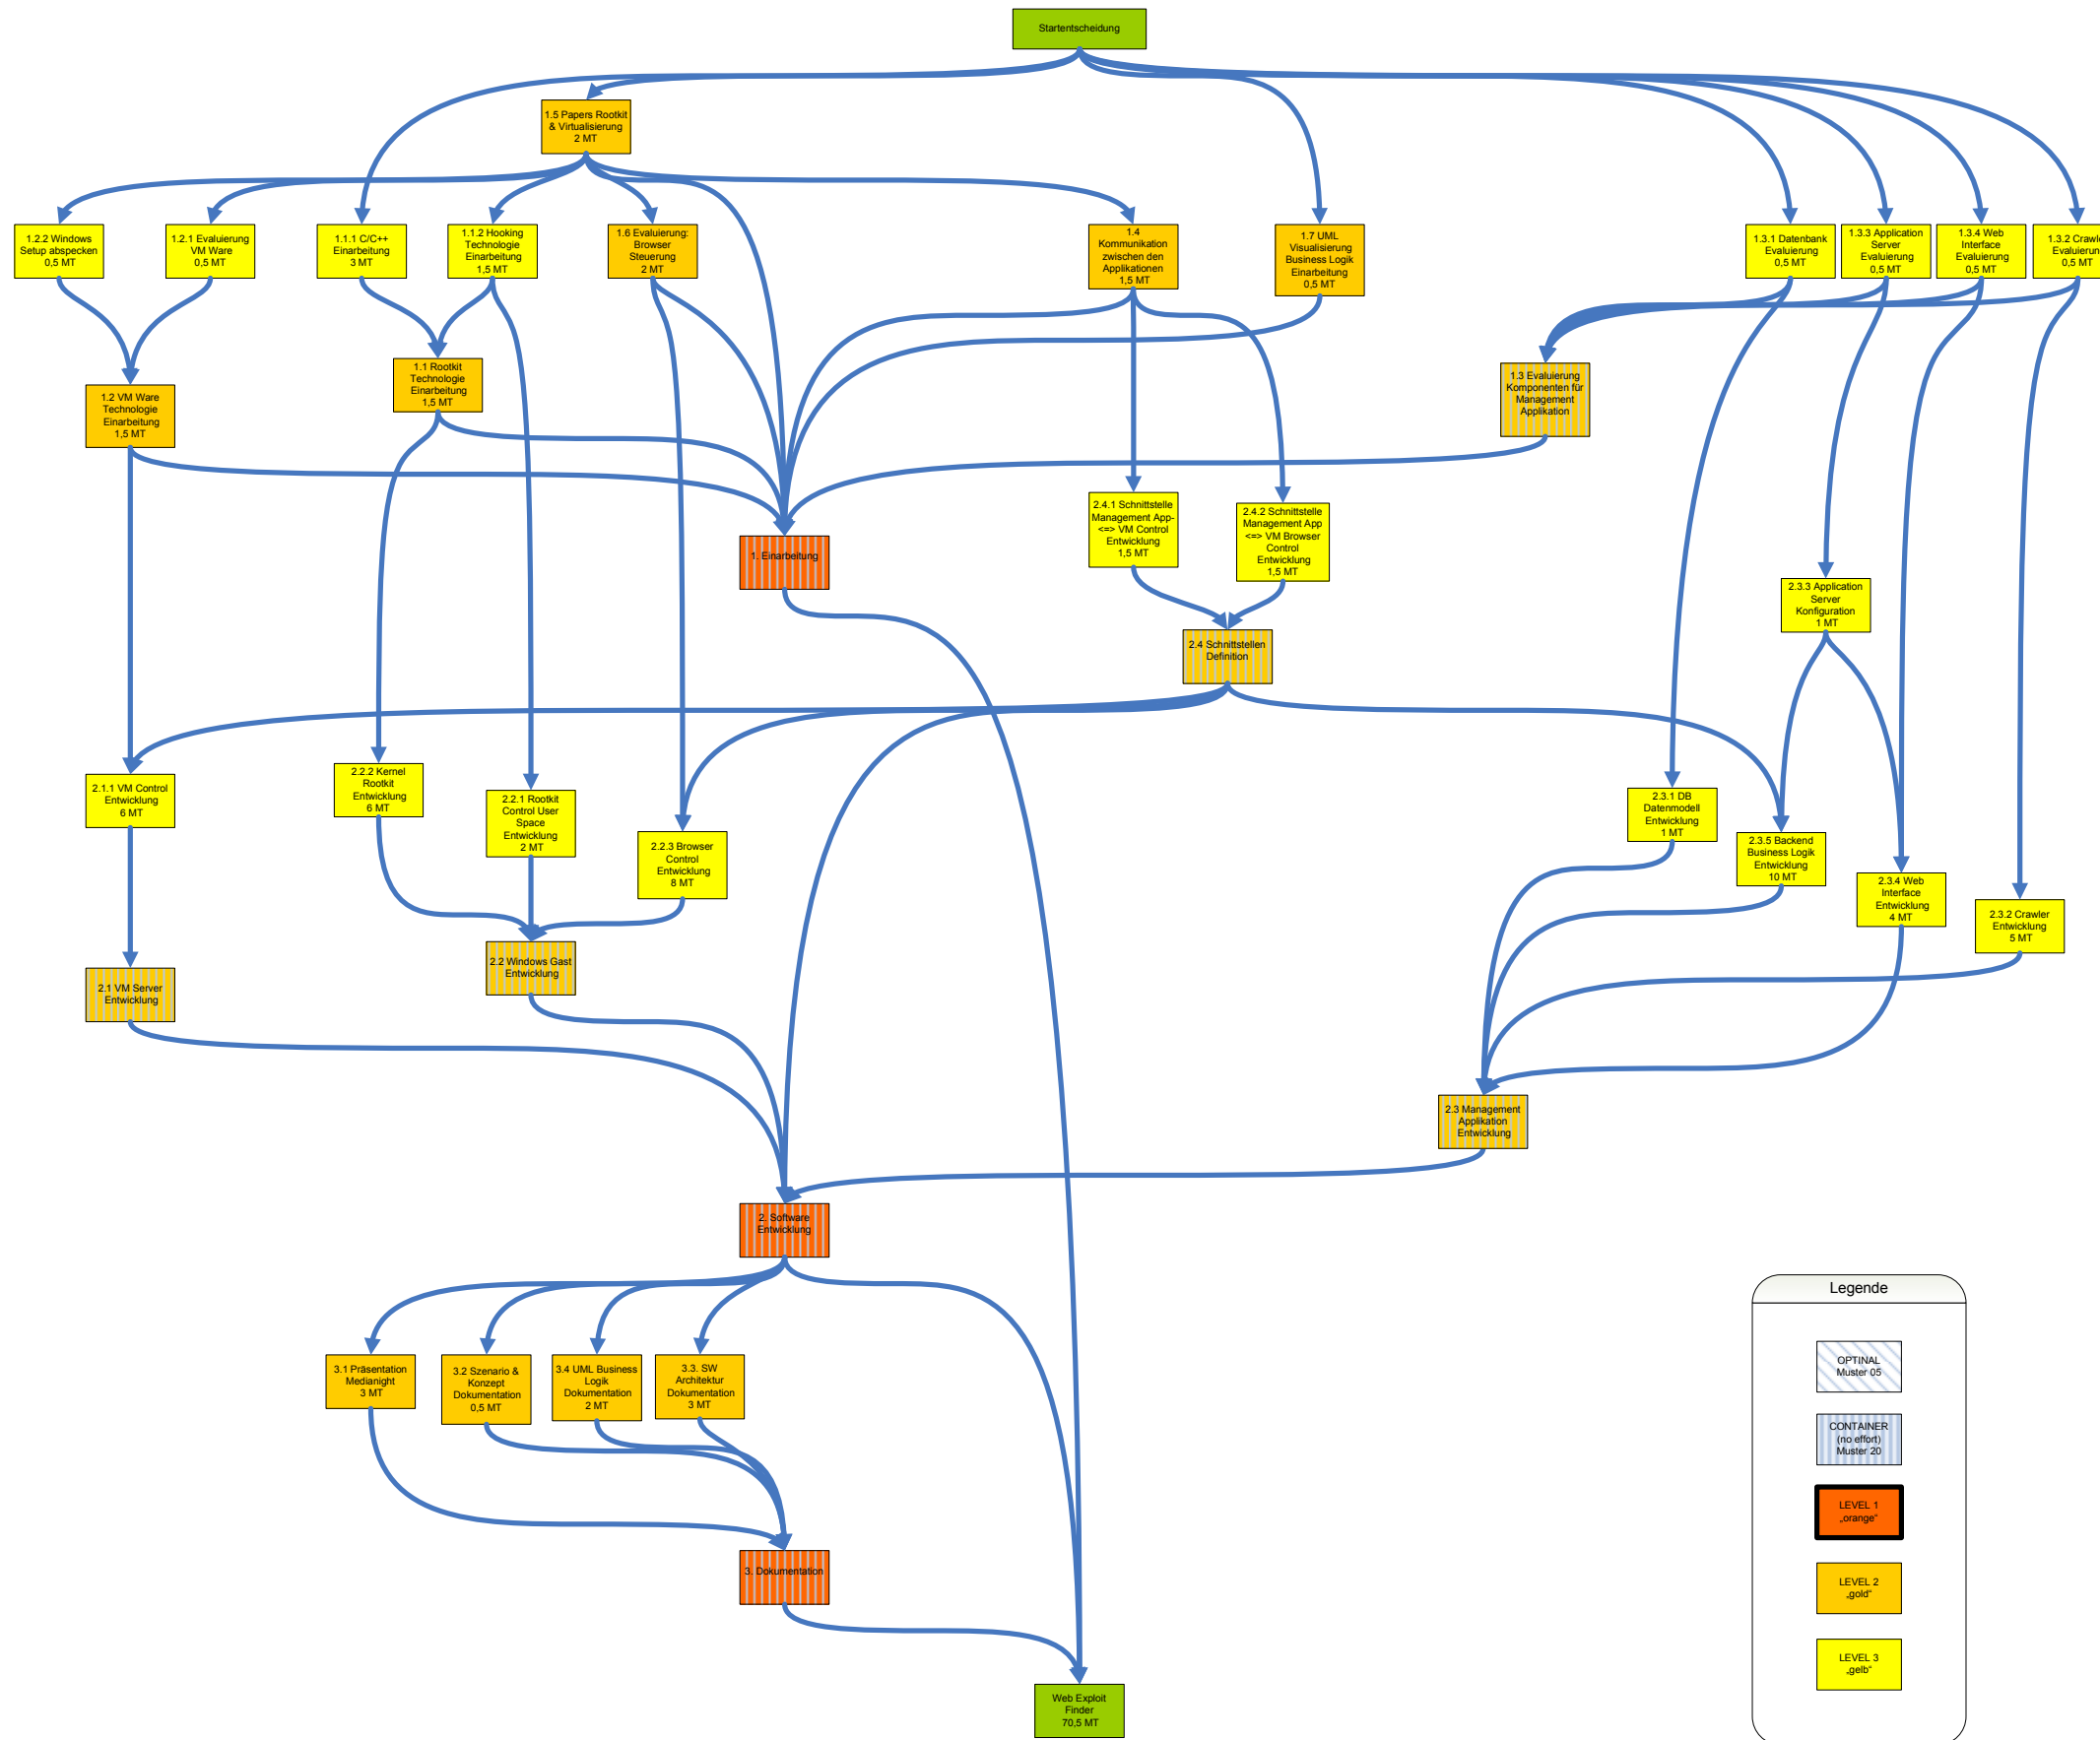 Startentscheidung
1.5 Papers Rootkit
& Virtualisierung
2 MT
1.2.2 Windows
Setup abspecken
0,5 MT
1.2.1 Evaluierung
VM Ware
0,5 MT
1.1.1 C/C++
Einarbeitung
3 MT
1.1.2 Hooking
Technologie
Einarbeitung
1,5 MT
1.6 Evaluierung:
Browser
Steuerung
2 MT
1.4
Kommunikation
zwischen den
Applikationen
1,5 MT
1.7 UML
Visualisierung
Business Logik
Einarbeitung
0,5 MT
1.3.1 Datenbank
Evaluierung
0,5 MT
1.3.3 Application
Server
Evaluierung
0,5 MT
1.3.4 Web
Interface
Evaluierung
0,5 MT
1.3.2 Crawle
Evaluierun
0,5 MT
1.1 Rootkit
Technologie
Einarbeitung
1,5 MT
1.3 Evaluierung
Komponenten für
Management
Applikation
1.2 VM Ware
Technologie
Einarbeitung
1,5 MT
2.4.1 Schnittstelle
Management App-
<=> VM Control
Entwicklung
1,5 MT
2.4.2 Schnittstelle
Management App
<=> VM Browser
Control
Entwicklung
1,5 MT
1. Einarbeitung
2.3.3 Application
Server
Konfiguration
1 MT
2.4 Schnittstellen
Definition
2.1.1 VM Control
Entwicklung
6 MT
2.2.2 Kernel
Rootkit
Entwicklung
6 MT
2.2.1 Rootkit
Control User
Space
Entwicklung
2 MT
2.2.3 Browser
Control
Entwicklung
8 MT
2.3.1 DB
Datenmodell
Entwicklung
1 MT
2.3.5 Backend
Business Logik
Entwicklung
10 MT
2.3.4 Web
Interface
Entwicklung
4 MT
2.3.2 Crawler
Entwicklung
5 MT
2.2 Windows Gast
Entwicklung
2.1 VM Server
Entwicklung
2.3 Management
Applikation
Entwicklung
2. Software
Entwicklung
3.1 Präsentation
Medianight
3 MT
3.2 Szenario &
Konzept
Dokumentation
0,5 MT
3.4 UML Business
Logik
Dokumentation
2 MT
3.3. SW
Architektur
Dokumentation
3 MT
3. Dokumentation
Web Exploit
Finder
70,5 MT
Legende
OPTINAL
Muster 05
CONTAINER
(no effort)
Muster 20
LEVEL 1
„orange“
LEVEL 2
„gold“
LEVEL 3
„gelb“